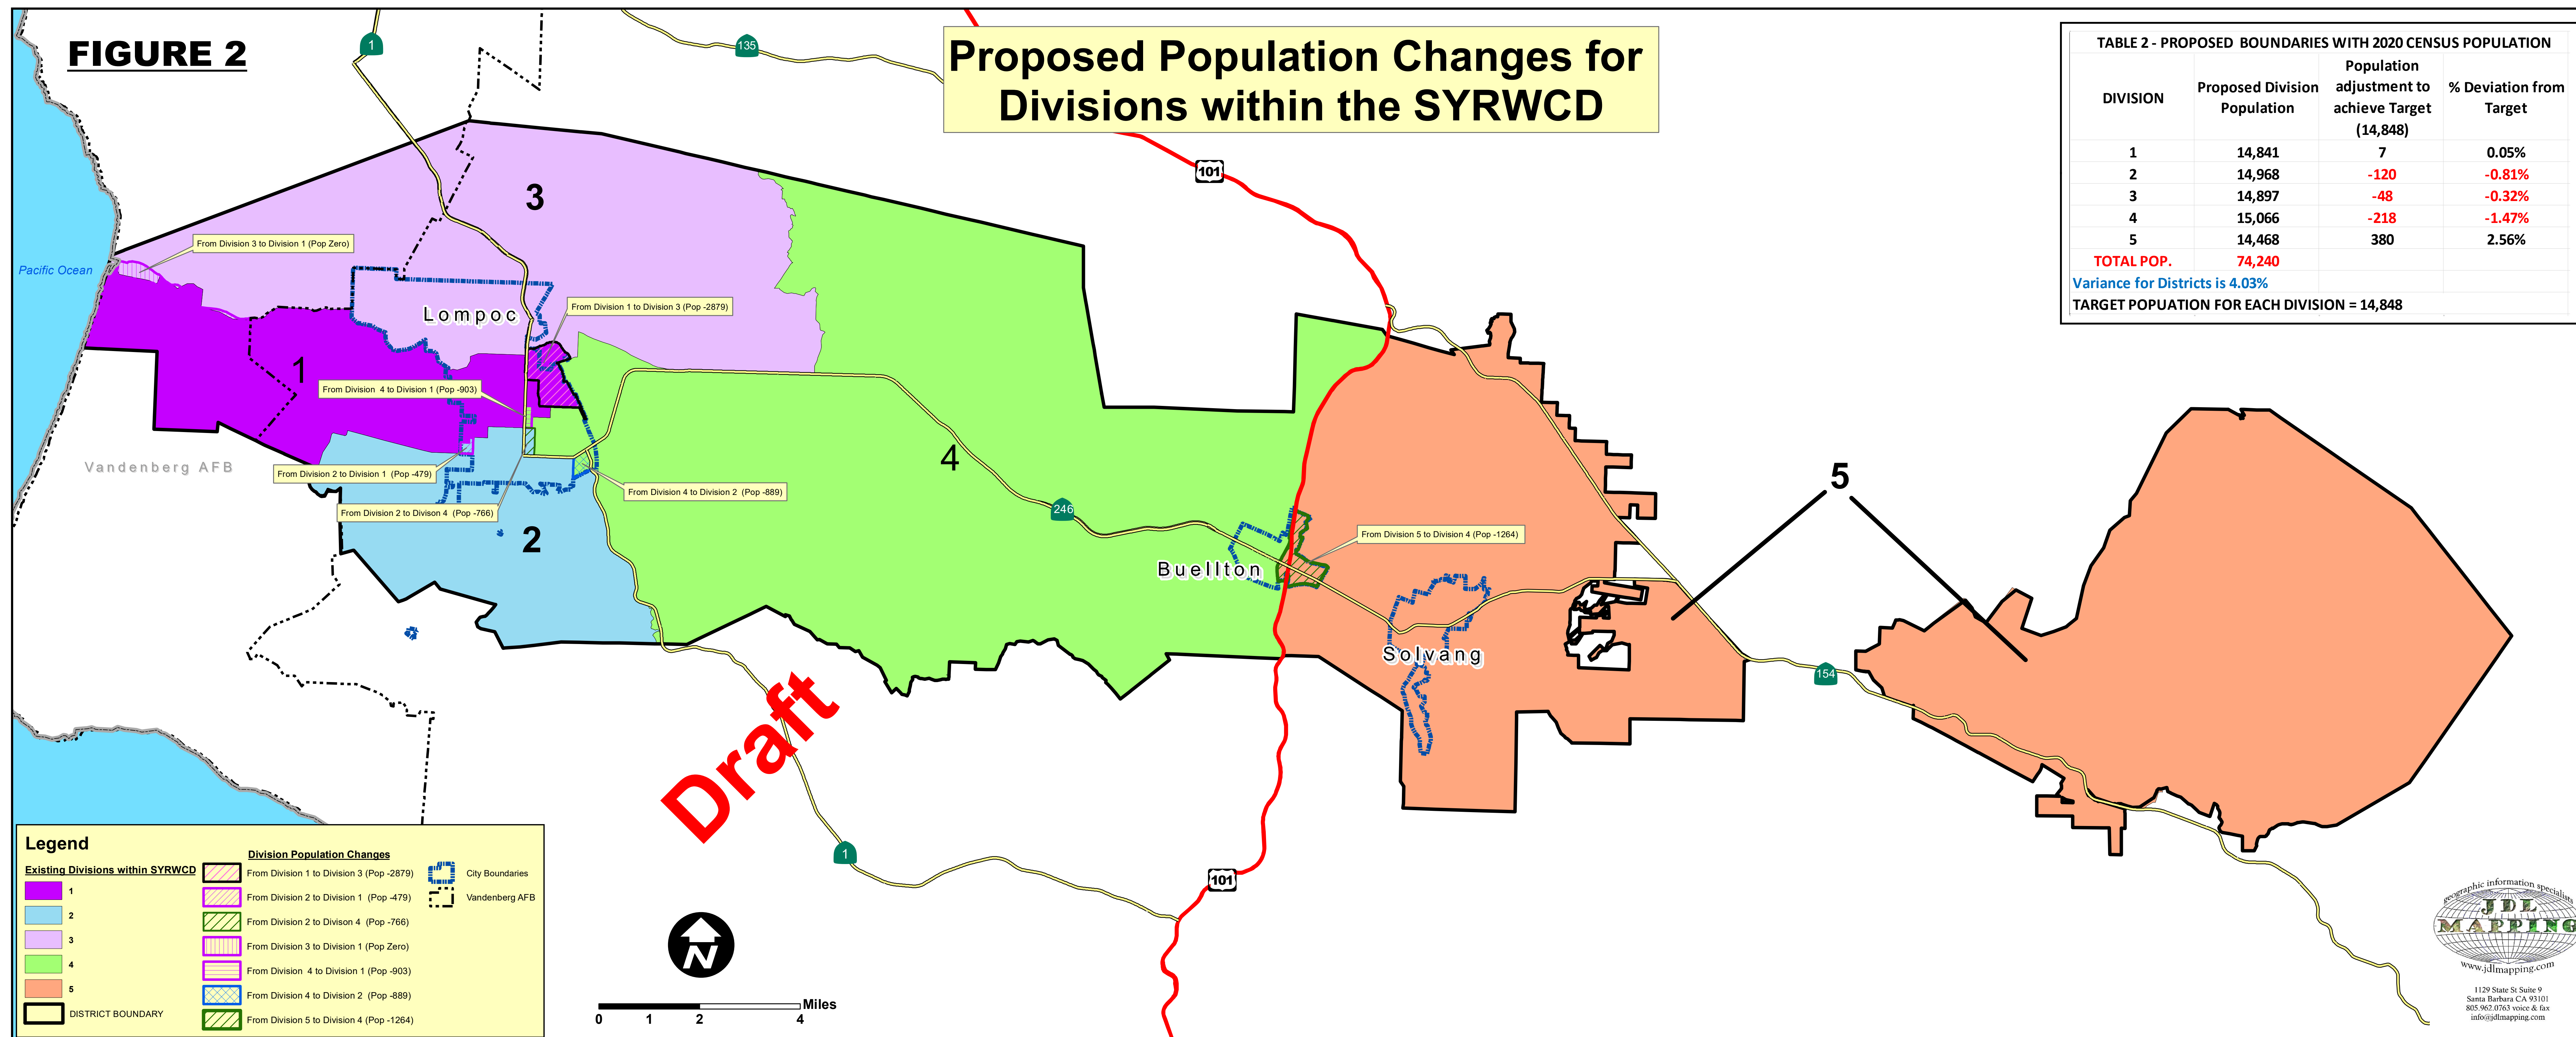 FIGURE 2
Proposed Population Changes for
Divisions within the SYRWCD
TABLE 2 - PROPOSED BOUNDARIES WITH 2020 CENSUS POPULATION
DIVISION Proposed Division Population Population adjustment to achieve Target (14,848) % Deviation from Target
1 14,841 7 0.05%
2 14,968 -120 -0.81%
3 14,897 -48 -0.32%
4 15,066 -218 -1.47%
5 14,468 380 2.56%
TOTAL POP. 74,240
Variance for Districts is 4.03%
TARGET POPUATION FOR EACH DIVISION = 14,848
1
135
101
3
From Division 3 to Division 1 (Pop Zero)
Pacific Ocean
From Division 1 to Division 3 (Pop -2879)
Lompoc
1
From Division 4 to Division 1 (Pop -903)
4
Vandenberg AFB
From Division 2 to Division 1 (Pop -479)
From Division 4 to Division 2 (Pop -889)
From Division 2 to Divison 4 (Pop -766)
5
246
2
From Division 5 to Division 4 (Pop -1264)
Buellton
Solvang
154
Draft
1
101
Legend
Existing Divisions within SYRWCD
1
2
3
4
5
DISTRICT BOUNDARY
Division Population Changes
From Division 1 to Division 3 (Pop -2879)
From Division 2 to Division 1 (Pop -479)
From Division 2 to Divison 4 (Pop -766)
From Division 3 to Division 1 (Pop Zero)
From Division 4 to Division 1 (Pop -903)
From Division 4 to Division 2 (Pop -889)
From Division 5 to Division 4 (Pop -1264)
City Boundaries
Vandenberg AFB
N
Miles
0 1 2 4
geographic information specialists
JDL
MAPPING
www.jdlmapping.com
1129 State St Suite 9
Santa Barbara CA 93101
805.962.0763 voice & fax
info@jdlmapping.com